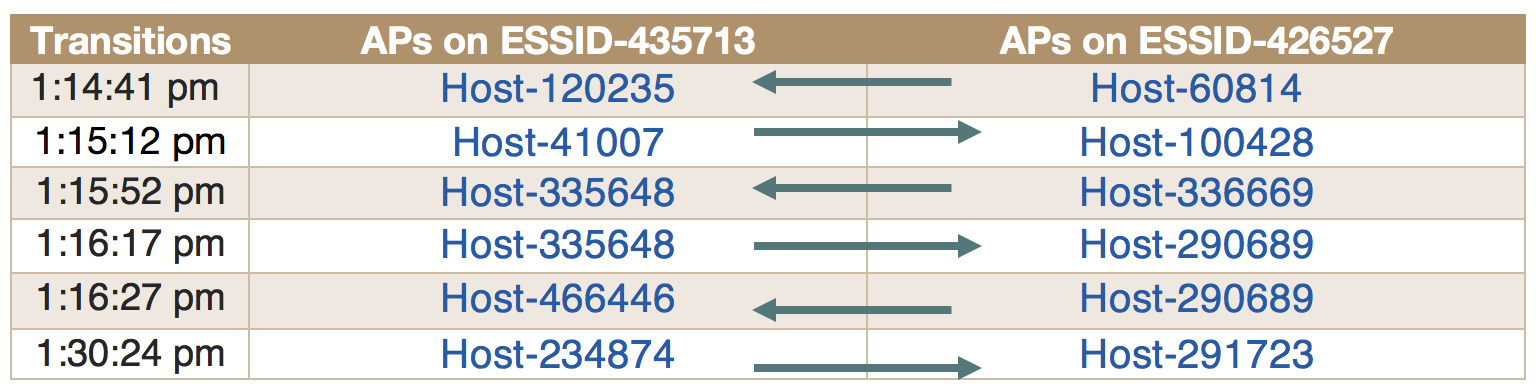 Transitions APs on ESSID-435713 APs on ESSID-426527
1:14:41 pm Host-120235 Host-60814
1:15:12 pm Host-41007 Host-100428
1:15:52 pm Host-335648 Host-336669
1:16:17 pm Host-335648 Host-290689
1:16:27 pm Host-466446 Host-290689
1:30:24 pm Host-234874 Host-291723